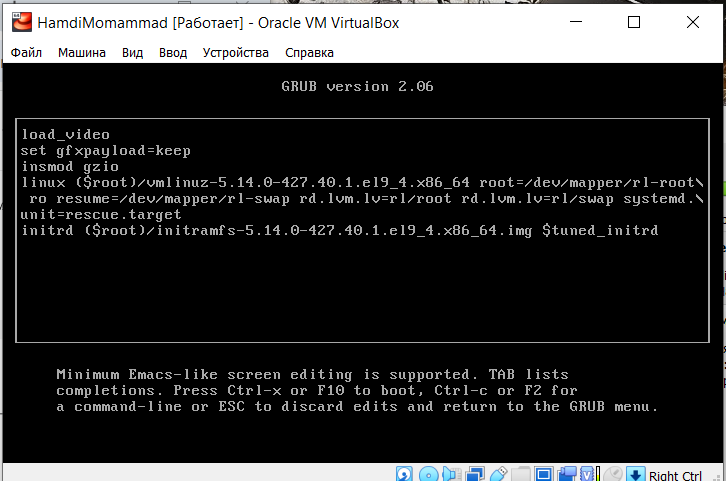 HamdiMomammad [Работает] - Oracle VM VirtualBox
Файл Машина Вид Ввод Устройства Справка
GRUB version 2.06
load_video
set gfxpayload=keep
insmod gzio
linux ($root)/vmlinuz-5.14.0-427.40.1.el9_4.x86_64 root=/dev/mapper/rl-root\
ro resume=/dev/mapper/rl-swap rd.lvm.lv=rl/root rd.lvm.lv=rl/swap systemd.\
unit=rescue.target
initrd ($root)/initramfs-5.14.0-427.40.1.el9_4.x86_64.img $tuned_initrd
Minimum Emacs-like screen editing is supported. TAB lists
completions. Press Ctrl-x or F10 to boot, Ctrl-c or F2 for
a command-line or ESC to discard edits and return to the GRUB menu.
Right Ctrl